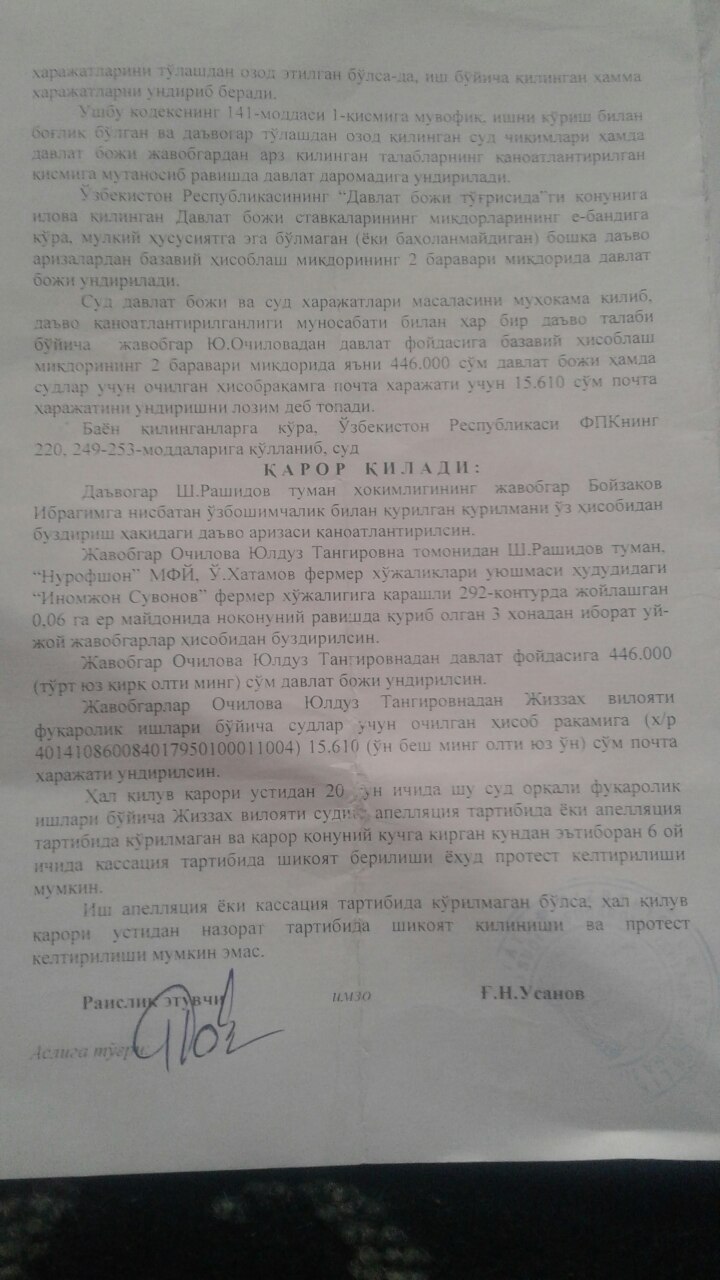 харажатларини тўлашдан озод этилган бўлса-да, иш бўйича қилинган ҳамма
харажатларни ундириб беради.
Ушбу кодекснинг 141-моддаси 1-қисмига мувофиқ, ишни кўриш билан
боғлиқ бўлган ва даъвогар тўлашдан озод қилинган суд чиқимлари ҳамда
давлат божи жавобгардан арз қилинган талабларнинг қаноатлантирилган
қисмига мутаносиб равишда давлат даромадига ундирилади.
Ўзбекистон Республикасининг “Давлат божи тўғрисида”ги қонунига
илова қилинган Давлат божи ставкаларининг миқдорларининг е-бандига
кўра, мулкий хусусиятга эга бўлмаган (ёки баҳоланмайдиган) бошқа даъво
аризалардан базавий ҳисоблаш миқдорининг 2 баравари миқдорида давлат
божи ундирилади.
Суд давлат божи ва суд харажатлари масаласини муҳокама қилиб,
даъво қаноатлантирилганлиги муносабати билан ҳар бир даъво талаби
бўйича жавобгар Ю.Очиловадан давлат фойдасига базавий ҳисоблаш
миқдорининг 2 баравари миқдорида яъни 446.000 сўм давлат божи ҳамда
судлар учун очилган ҳисобрақамга почта харажати учун 15.610 сўм почта
харажатини ундиришни лозим деб топади.
Баён қилинганларга кўра, Ўзбекистон Республикаси ФПКнинг
220, 249-253-моддаларига қўлланиб, суд
ҚАРОР ҚИЛАДИ:
Даъвогар Ш.Рашидов туман ҳокимлигининг жавобгар Бойзақов
Ибрагимга нисбатан ўзбошимчалик билан қурилган қурилмани ўз ҳисобидан
буздириш ҳақидаги даъво аризаси қаноатлантирилсин.
Жавобгар Очилова Юлдуз Тангировна томонидан Ш.Рашидов туман,
“Нурофшон” МФЙ, Ў.Хатамов фермер хўжаликлари уюшмаси ҳудудидаги
“Иномжон Сувонов” фермер хўжалигига қарашли 292-контурда жойлашган
0,06 га ер майдонида ноқонуний равишда қуриб олган 3 хонадан иборат уй-
жой жавобгарлар ҳисобидан буздирилсин.
Жавобгар Очилова Юлдуз Тангировнадан давлат фойдасига 446.000
(тўрт юз қирқ олти минг) сўм давлат божи ундирилсин.
Жавобгарлар Очилова Юлдуз Тангировнадан Жиззах вилояти
фуқаролик ишлари бўйича судлар учун очилган ҳисоб рақамига (х/р
401410860084017950100011004) 15.610 (ўн беш минг олти юз ўн) сўм почта
харажати ундирилсин.
Ҳал қилув қарори устидан 20 кун ичида шу суд орқали фуқаролик
ишлари бўйича Жиззах вилояти судига апелляция тартибида ёки апелляция
тартибида кўрилмаган ва қарор қонуний кучга кирган кундан эътиборан 6 ой
ичида кассация тартибида шикоят берилиши ёхуд протест келтирилиши
мумкин.
Иш апелляция ёки кассация тартибида кўрилмаган бўлса, ҳал қилув
қарори устидан назорат тартибида шикоят қилиниши ва протест
келтирилиши мумкин эмас.
Раислик этувчи имзо Ғ.Н.Усанов
Аслига тўғри